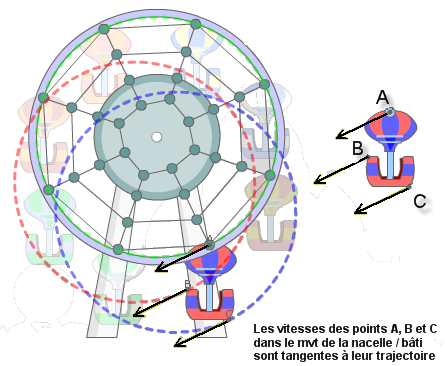 A
B
C
A
B
C
Les vitesses des points A, B et C
dans le mvt de la nacelle / bâti
sont tangentes à leur trajectoire